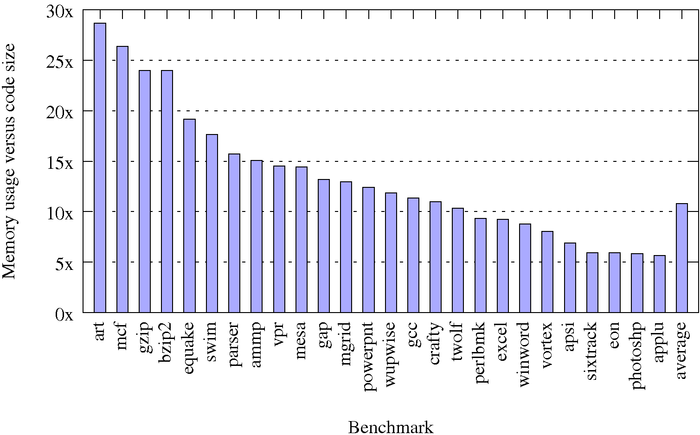 Memory usage versus code size
30x
25x
20x
15x
10x
5x
0x
art
mcf
gzip
bzip2
equake
swim
parser
ammp
vpr
mesa
gap
mgrid
powerpnt
wupwise
gcc
crafty
twolf
perlbmk
excel
winword
vortex
apsi
sixtrack
eon
photoshp
applu
average
Benchmark